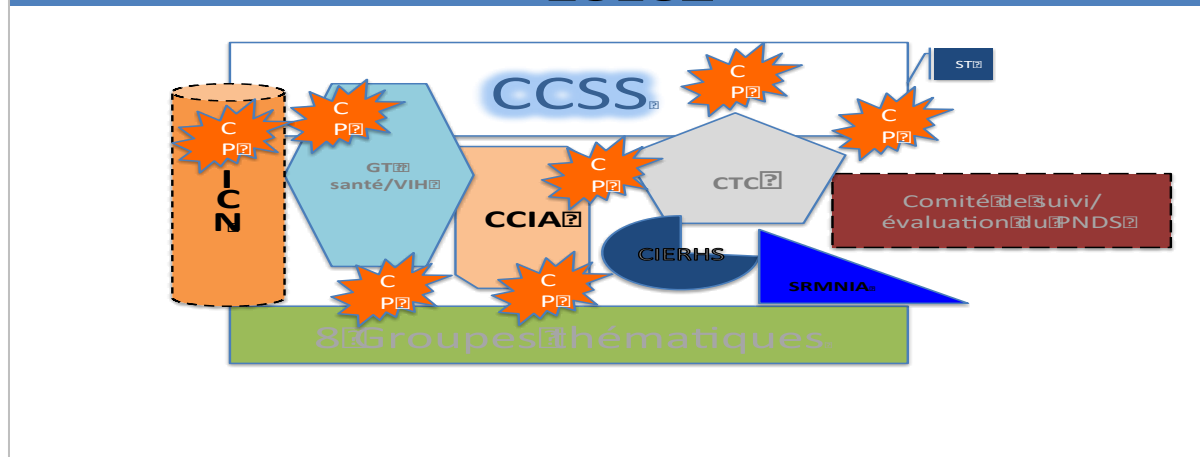 CCSS
ST
C
P
C
P
C
P
C
P
C
P
C
P
C
P
I
C
N
GT
santé/VIH
CCIA
CTC
Comité de suivi/
évaluation du PNDS
CIERHS
SRMNIA
8 Groupes thématiques